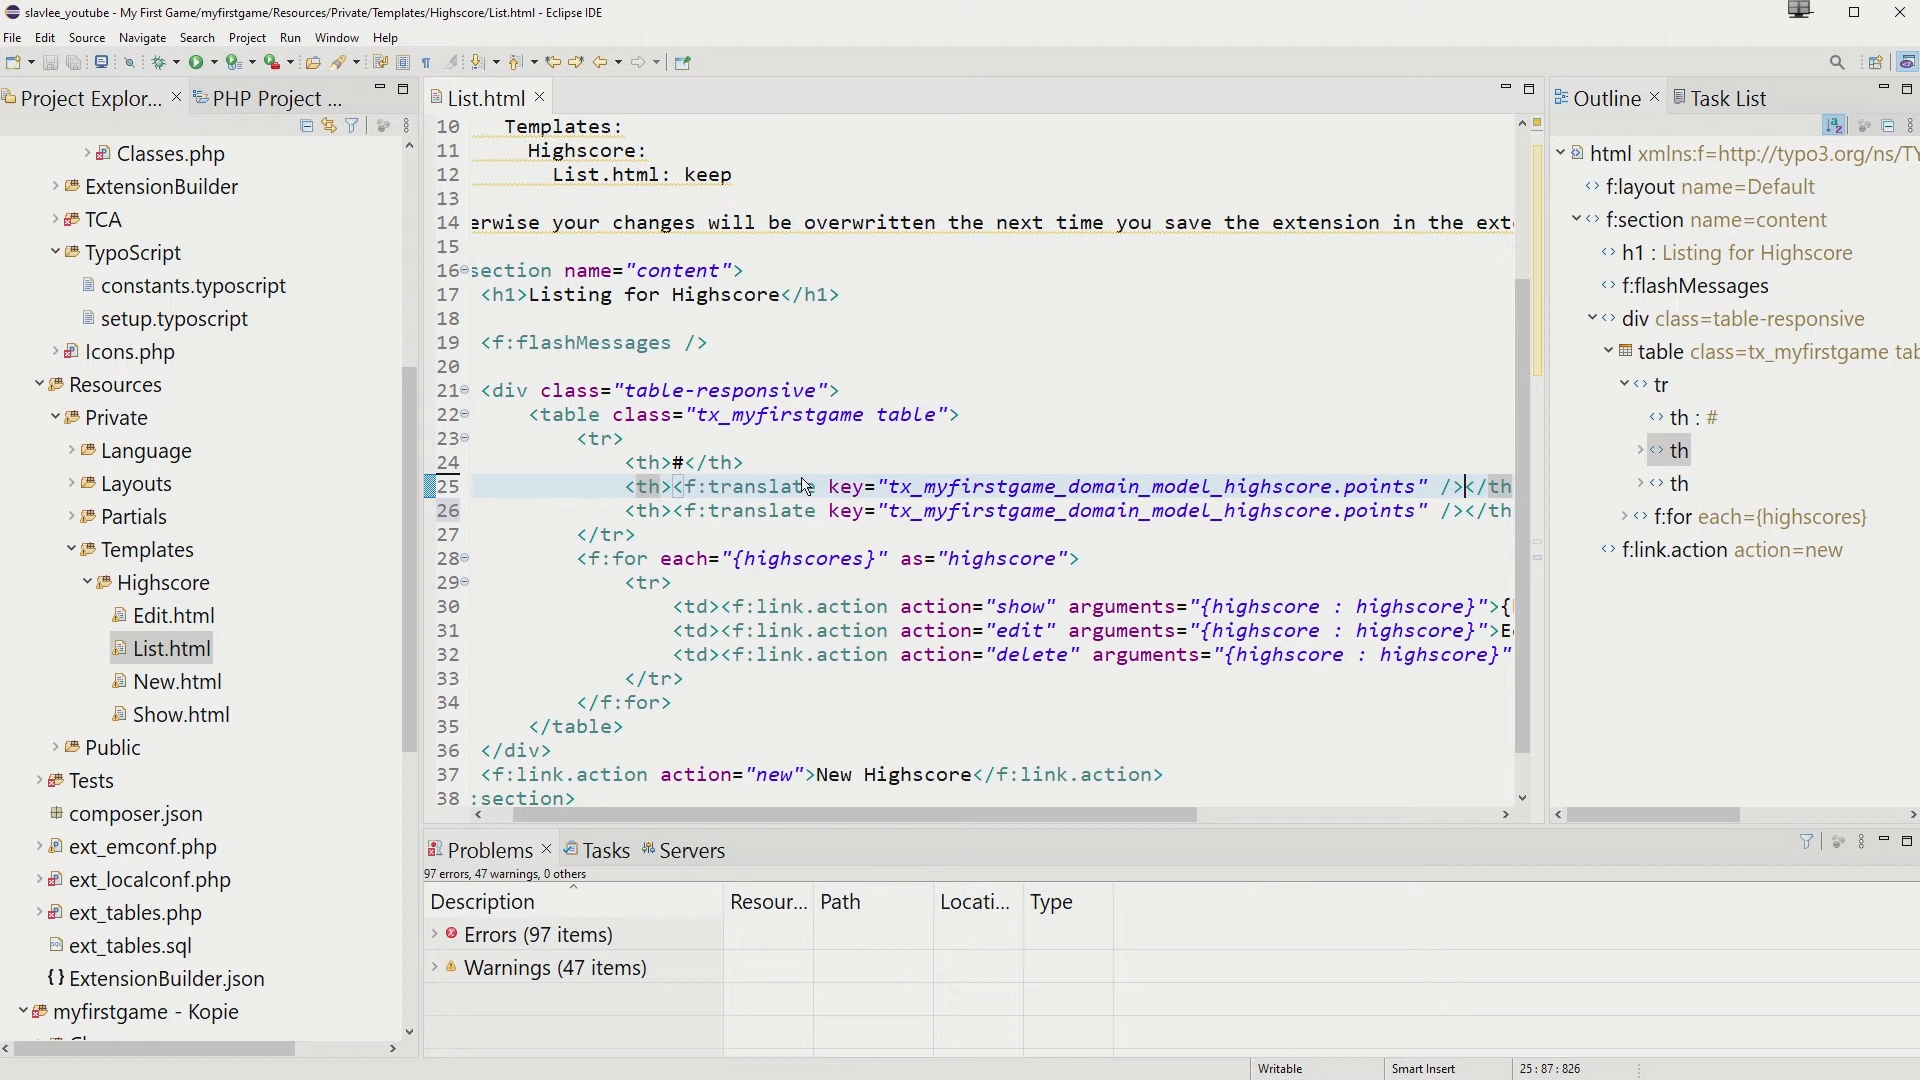 slavlee_youtube - My First Game/myfirstgame/Resources/Private/Templates/Highscore/List.html - Eclipse IDE
File Edit Source Navigate Search Project Run Window Help
Project Explor...
PHP Project ...
Classes.php
ExtensionBuilder
TCA
TypoScript
constants.typoscript
setup.typoscript
Icons.php
Resources
Private
Language
Layouts
Partials
Templates
Highscore
Edit.html
List.html
New.html
Show.html
Public
Tests
composer.json
ext_emconf.php
ext_localconf.php
ext_tables.php
ext_tables.sql
ExtensionBuilder.json
myfirstgame - Kopie
List.html
10 Templates:
11 Highscore:
12 List.html: keep
13
14 erwise your changes will be overwritten the next time you save the extension in the ext
15
16 section name="content">
17 <h1>Listing for Highscore</h1>
18
19 <f:flashMessages />
20
21 <div class="table-responsive">
22 <table class="tx_myfirstgame table">
23 <tr>
24 <th>#</th>
25 <th><f:translate key="tx_myfirstgame_domain_model_highscore.points" /></th
26 <th><f:translate key="tx_myfirstgame_domain_model_highscore.points" /></th
27 </tr>
28 <f:for each="{highscores}" as="highscore">
29 <tr>
30 <td><f:link.action action="show" arguments="{highscore : highscore}">{
31 <td><f:link.action action="edit" arguments="{highscore : highscore}">E
32 <td><f:link.action action="delete" arguments="{highscore : highscore}"
33 </tr>
34 </f:for>
35 </table>
36 </div>
37 <f:link.action action="new">New Highscore</f:link.action>
38 :section>
Outline
Task List
html xmlns:f=http://typo3.org/ns/TY
f:layout name=Default
f:section name=content
h1 : Listing for Highscore
f:flashMessages
div class=table-responsive
table class=tx_myfirstgame tab
tr
th : #
th
th
f:for each={highscores}
f:link.action action=new
Problems
Tasks
Servers
97 errors, 47 warnings, 0 others
Description Resour... Path Locati... Type
Errors (97 items)
Warnings (47 items)
Writable Smart Insert 25 : 87 : 826